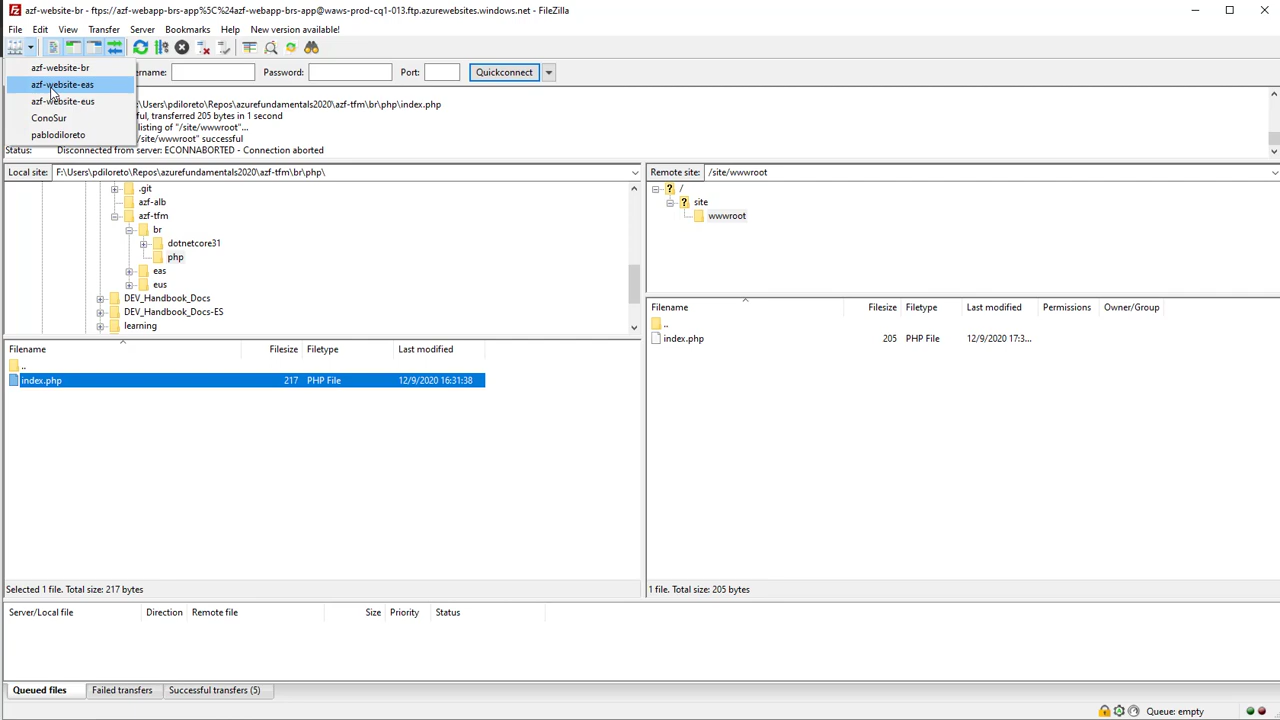 azf-website-br - ftps://azf-webapp-brs-app%5C%24azf-webapp-brs-app@waws-prod-cq1-013.ftp.azurewebsites.windows.net - FileZilla
File Edit View Transfer Server Bookmarks Help New version available!
azf-website-br
azf-website-eas
azf-website-eus
ConoSur
pablodiloreto
rname: Password: Port: Quickconnect
:\Users\pdiloreto\Repos\azurefundamentals2020\azf-tfm\br\php\index.php
ful, transferred 205 bytes in 1 second
listing of "/site/wwwroot"...
/site/wwwroot" successful
Status: Disconnected from server: ECONNABORTED - Connection aborted
Local site: F:\Users\pdiloreto\Repos\azurefundamentals2020\azf-tfm\br\php\
.git
azf-alb
azf-tfm
br
dotnetcore31
php
eas
eus
DEV_Handbook_Docs
DEV_Handbook_Docs-ES
learning
Remote site: /site/wwwroot
/
site
wwwroot
Filename Filesize Filetype Last modified
..
index.php 217 PHP File 12/9/2020 16:31:38
Selected 1 file. Total size: 217 bytes
Filename Filesize Filetype Last modified Permissions Owner/Group
..
index.php 205 PHP File 12/9/2020 17:3...
1 file. Total size: 205 bytes
Server/Local file Direction Remote file Size Priority Status
Queued files Failed transfers Successful transfers (5)
Queue: empty